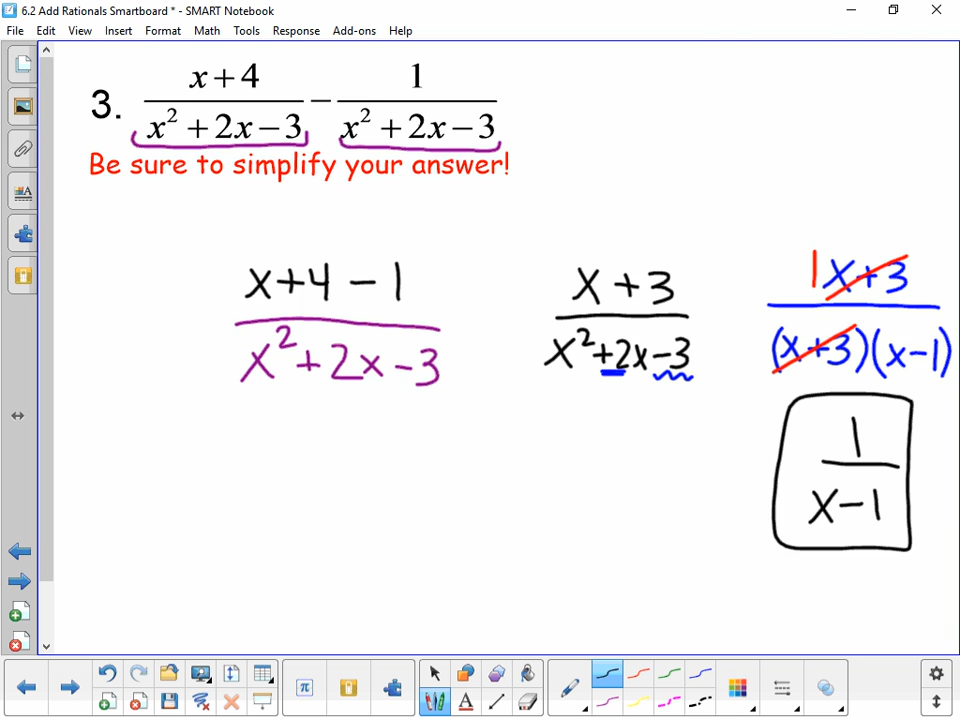 6.2 Add Rationals Smartboard * - SMART Notebook
File Edit View Insert Format Math Tools Response Add-ons Help
x + 4 1
3. ───── − ─────
x² + 2x − 3 x² + 2x − 3
Be sure to simplify your answer!
x+4 − 1
x² + 2x − 3
x + 3
x² + 2x − 3
1 x+3
(x+3)(x−1)
1
x−1
π
A